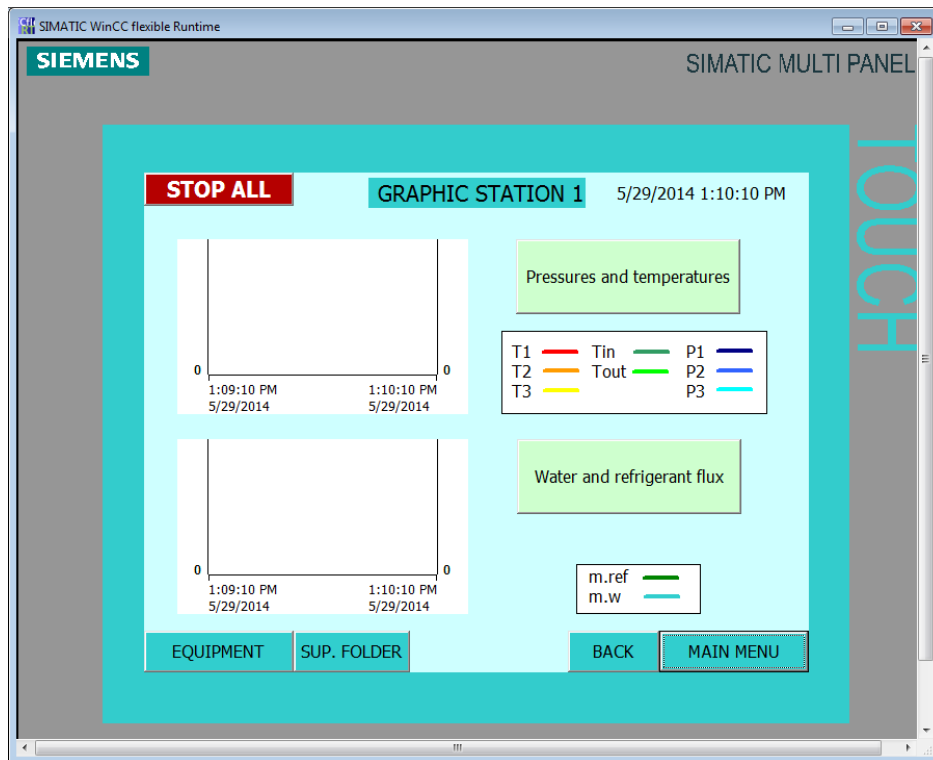 SIMATIC WinCC flexible Runtime
SIEMENS
SIMATIC MULTI PANEL
TOUCH
STOP ALL
GRAPHIC STATION 1
5/29/2014 1:10:10 PM
Pressures and temperatures
0 0
1:09:10 PM 1:10:10 PM
5/29/2014 5/29/2014
T1 Tin P1
T2 Tout P2
T3 P3
Water and refrigerant flux
0 0
1:09:10 PM 1:10:10 PM
5/29/2014 5/29/2014
m.ref
m.w
EQUIPMENT SUP. FOLDER BACK MAIN MENU